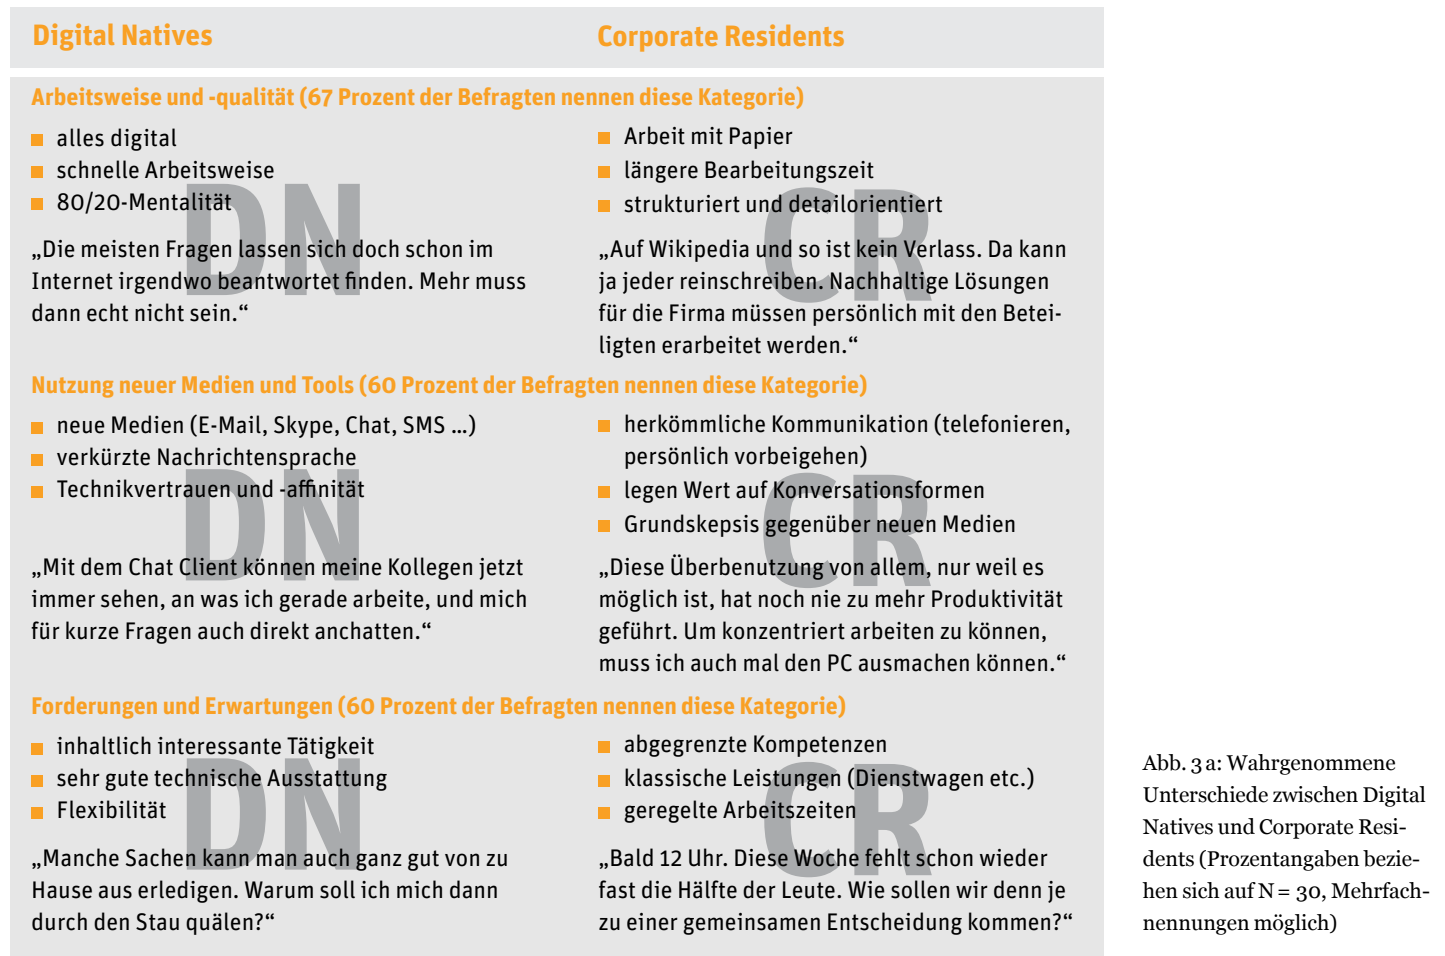 Digital Natives
Corporate Residents
Arbeitsweise und -qualität (67 Prozent der Befragten nennen diese Kategorie)
alles digital
schnelle Arbeitsweise
80/20-Mentalität
DN
„Die meisten Fragen lassen sich doch schon im
Internet irgendwo beantwortet finden. Mehr muss
dann echt nicht sein.“
Arbeit mit Papier
längere Bearbeitungszeit
strukturiert und detailorientiert
CR
„Auf Wikipedia und so ist kein Verlass. Da kann
ja jeder reinschreiben. Nachhaltige Lösungen
für die Firma müssen persönlich mit den Betei-
ligten erarbeitet werden.“
Nutzung neuer Medien und Tools (60 Prozent der Befragten nennen diese Kategorie)
neue Medien (E-Mail, Skype, Chat, SMS ...)
verkürzte Nachrichtensprache
Technikvertrauen und -affinität
DN
„Mit dem Chat Client können meine Kollegen jetzt
immer sehen, an was ich gerade arbeite, und mich
für kurze Fragen auch direkt anchatten.“
herkömmliche Kommunikation (telefonieren,
persönlich vorbeigehen)
legen Wert auf Konversationsformen
Grundskepsis gegenüber neuen Medien
CR
„Diese Überbenutzung von allem, nur weil es
möglich ist, hat noch nie zu mehr Produktivität
geführt. Um konzentriert arbeiten zu können,
muss ich auch mal den PC ausmachen können.“
Forderungen und Erwartungen (60 Prozent der Befragten nennen diese Kategorie)
inhaltlich interessante Tätigkeit
sehr gute technische Ausstattung
Flexibilität
DN
„Manche Sachen kann man auch ganz gut von zu
Hause aus erledigen. Warum soll ich mich dann
durch den Stau quälen?“
abgegrenzte Kompetenzen
klassische Leistungen (Dienstwagen etc.)
geregelte Arbeitszeiten
CR
„Bald 12 Uhr. Diese Woche fehlt schon wieder
fast die Hälfte der Leute. Wie sollen wir denn je
zu einer gemeinsamen Entscheidung kommen?“
Abb. 3 a: Wahrgenommene
Unterschiede zwischen Digital
Natives und Corporate Resi-
dents (Prozentangaben bezie-
hen sich auf N = 30, Mehrfach-
nennungen möglich)